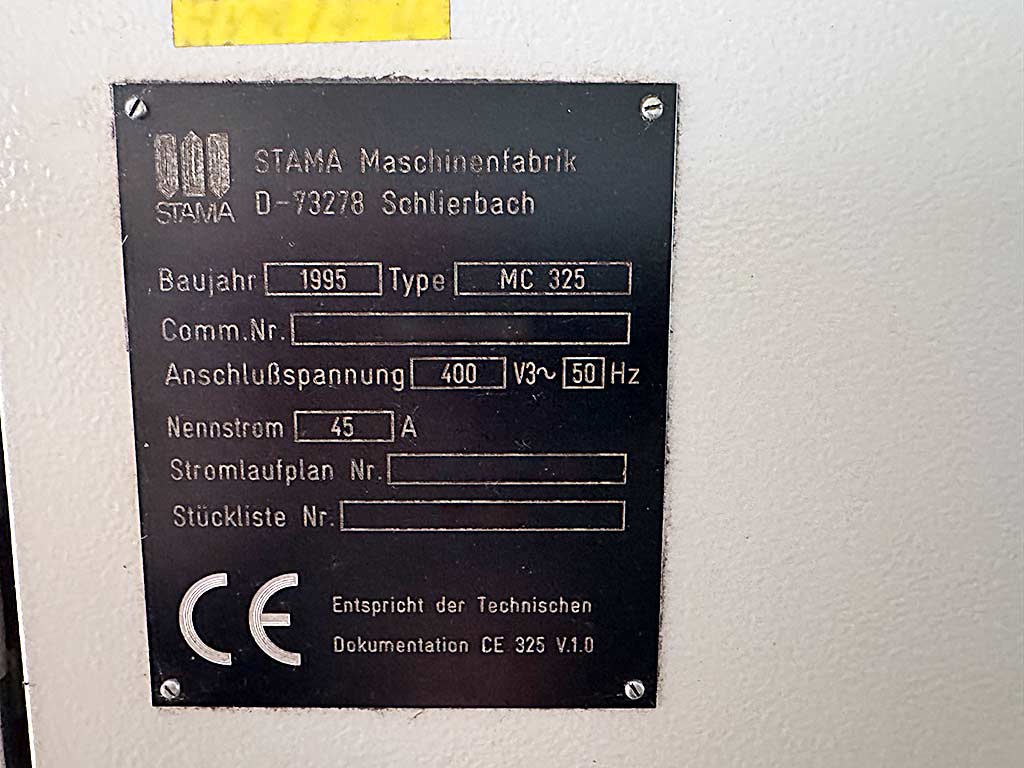 STAMA
STAMA Maschinenfabrik
D-73278 Schlierbach
Baujahr 1995 Type MC 325
Comm.Nr.
Anschlußspannung 400 V3~ 50 Hz
Nennstrom 45 A
Stromlaufplan Nr.
Stückliste Nr.
CE
Entspricht der Technischen
Dokumentation CE 325 V.1.0